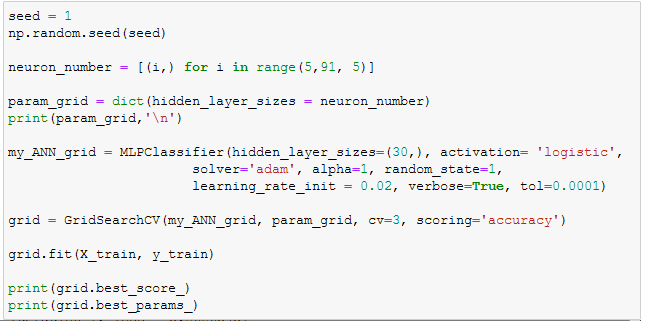 seed = 1
np.random.seed(seed)
neuron_number = [(i,) for i in range(5,91, 5)]
param_grid = dict(hidden_layer_sizes = neuron_number)
print(param_grid,'\n')
my_ANN_grid = MLPClassifier(hidden_layer_sizes=(30,), activation= 'logistic',
solver='adam', alpha=1, random_state=1,
learning_rate_init = 0.02, verbose=True, tol=0.0001)
grid = GridSearchCV(my_ANN_grid, param_grid, cv=3, scoring='accuracy')
grid.fit(X_train, y_train)
print(grid.best_score_)
print(grid.best_params_)